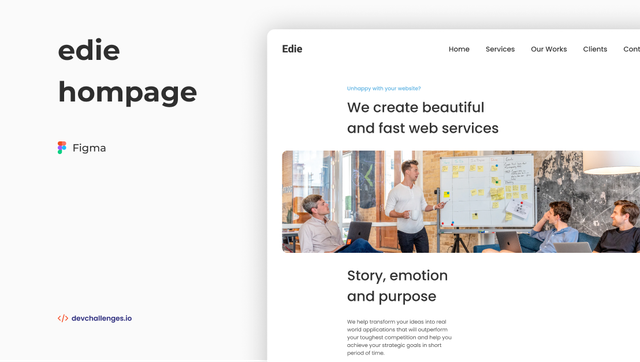 edie
hompage
Figma
devchallenges.io
Edie
Home Services Our Works Clients Cont
Unhappy with your website?
We create beautiful
and fast web services
Story, emotion
and purpose
We help transform your ideas into real
world applications that will outperform
your toughest competition and help you
achieve your strategic goals in short
period of time.